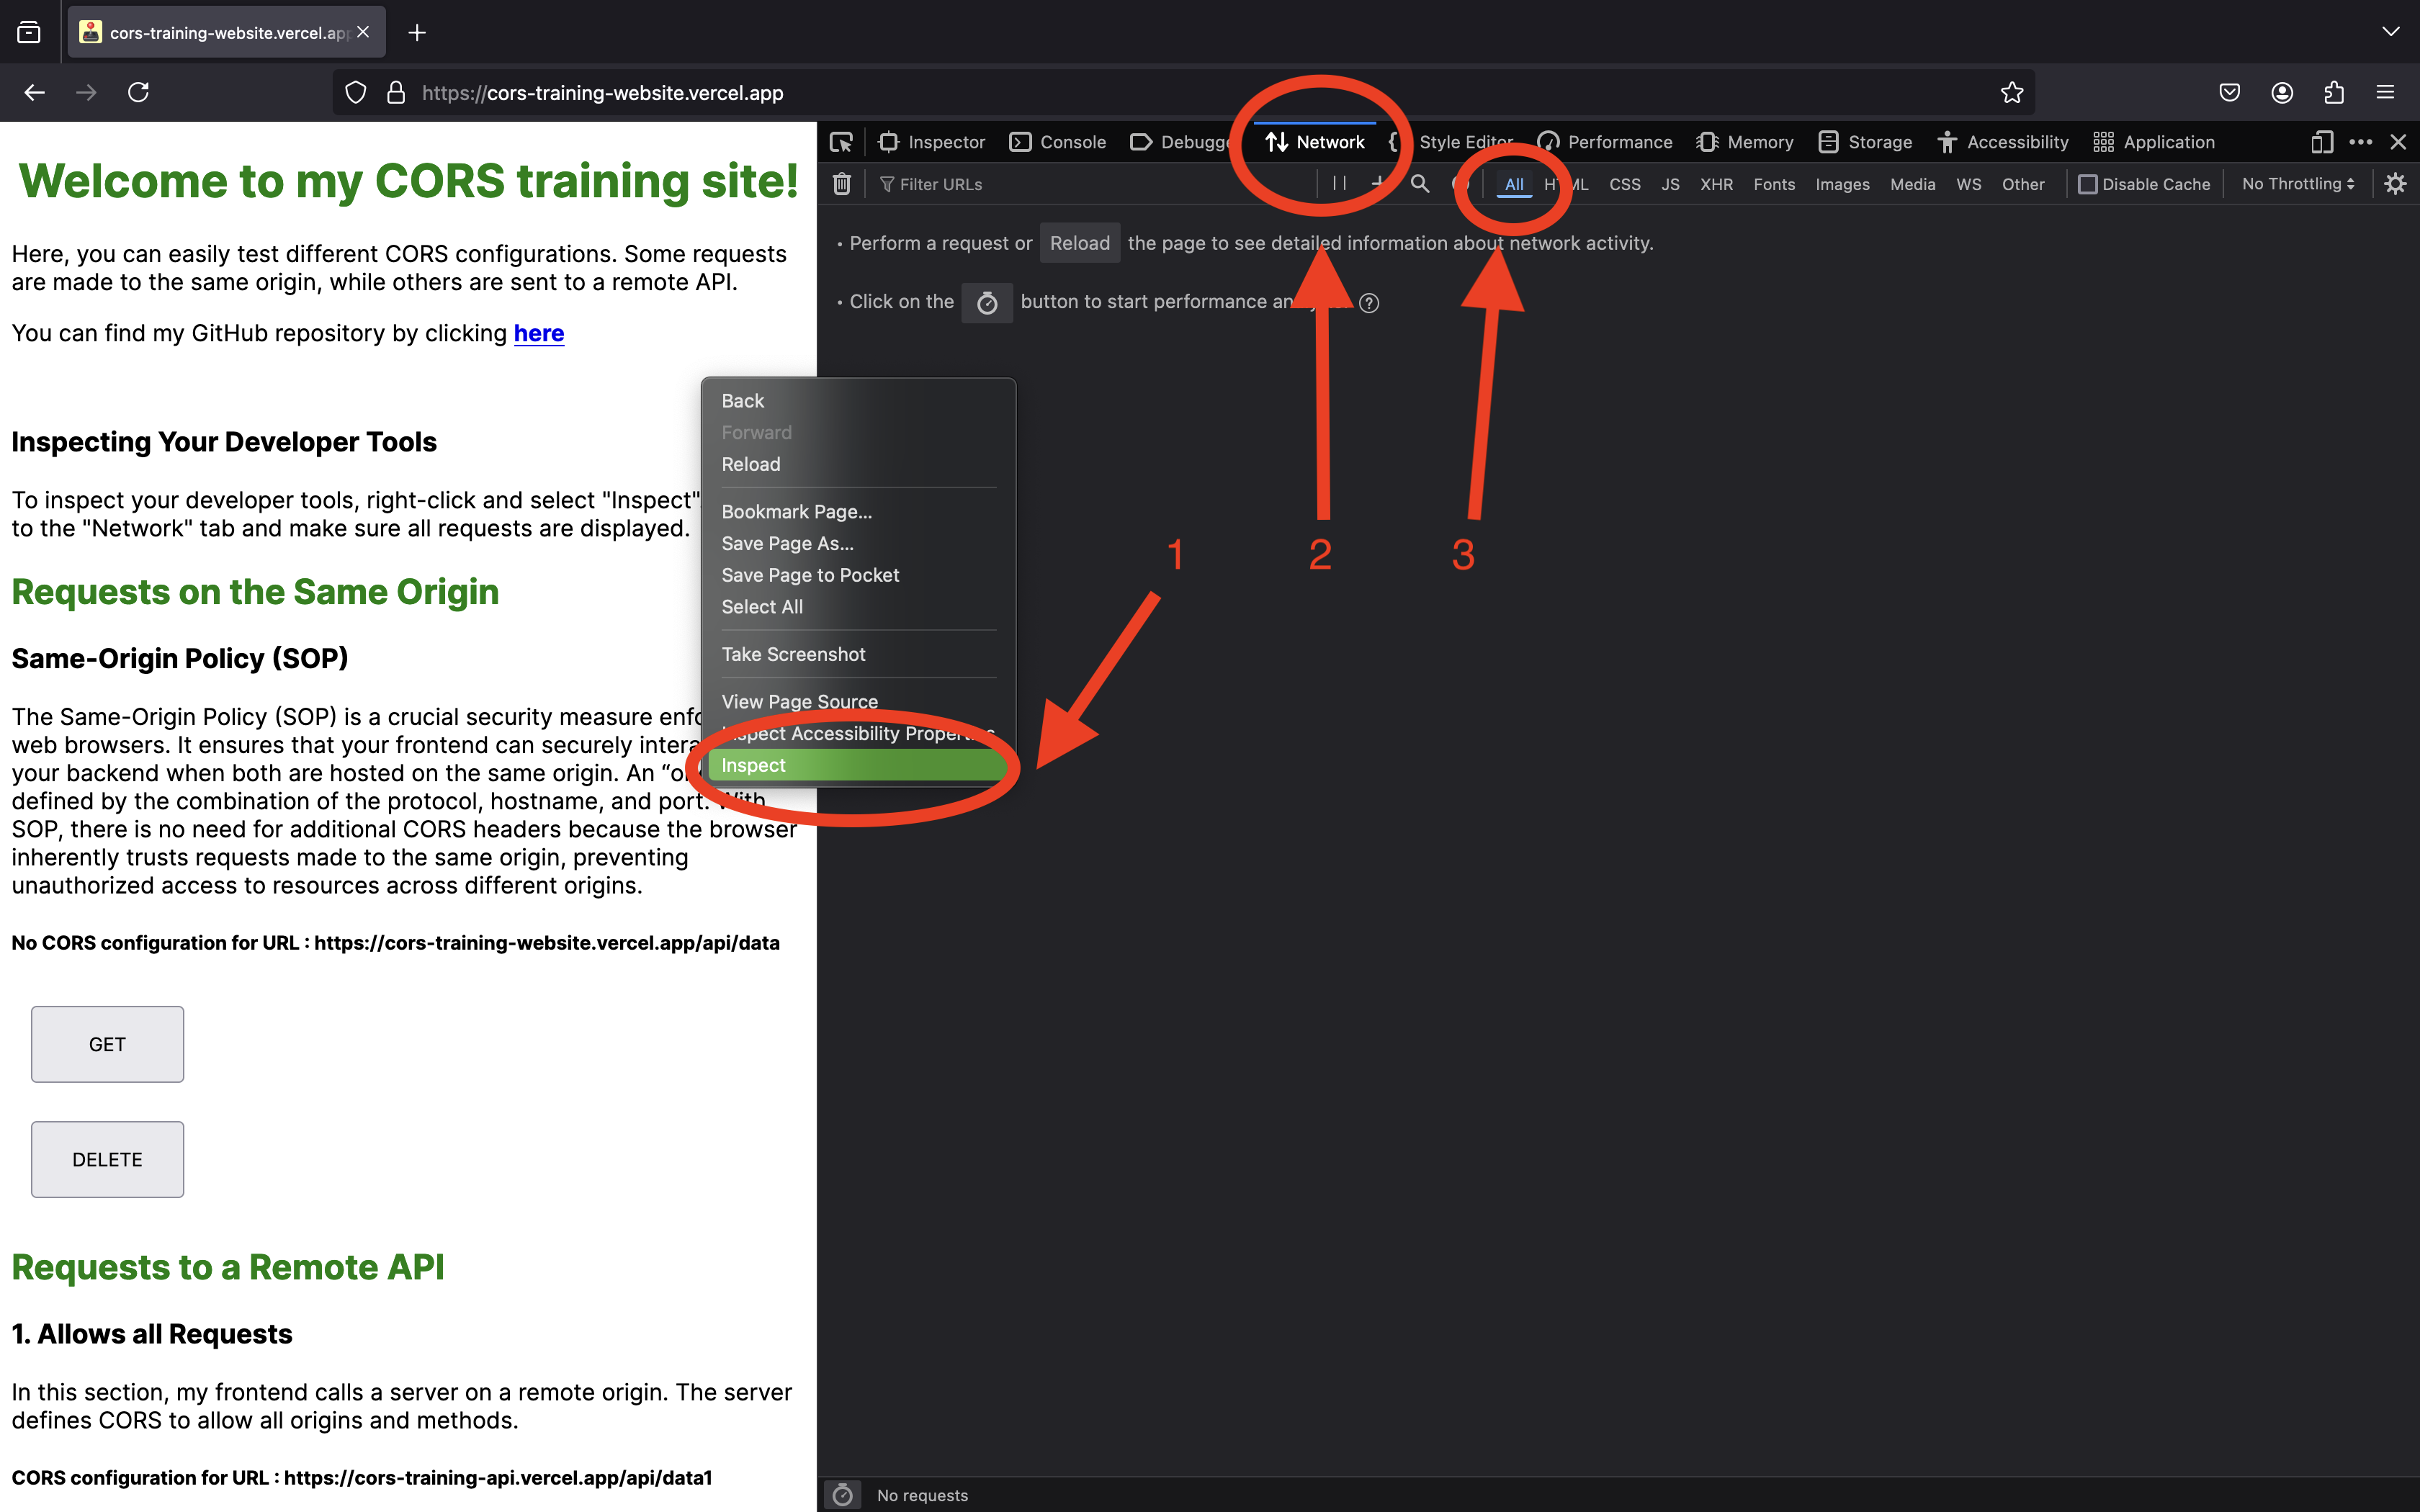 cors-training-website.vercel.ap
https://cors-training-website.vercel.app
Welcome to my CORS training site!
Here, you can easily test different CORS configurations. Some requests
are made to the same origin, while others are sent to a remote API.
You can find my GitHub repository by clicking here
Inspecting Your Developer Tools
To inspect your developer tools, right-click and select "Inspect"
to the "Network" tab and make sure all requests are displayed.
Requests on the Same Origin
Same-Origin Policy (SOP)
The Same-Origin Policy (SOP) is a crucial security measure enfo
web browsers. It ensures that your frontend can securely intera
your backend when both are hosted on the same origin. An “o
defined by the combination of the protocol, hostname, and port. With
SOP, there is no need for additional CORS headers because the browser
inherently trusts requests made to the same origin, preventing
unauthorized access to resources across different origins.
No CORS configuration for URL : https://cors-training-website.vercel.app/api/data
GET
DELETE
Requests to a Remote API
1. Allows all Requests
In this section, my frontend calls a server on a remote origin. The server
defines CORS to allow all origins and methods.
CORS configuration for URL : https://cors-training-api.vercel.app/api/data1
Back
Forward
Reload
Bookmark Page...
Save Page As...
Save Page to Pocket
Select All
Take Screenshot
View Page Source
Inspect Accessibility Properties
Inspect
Inspector Console Debugge Network Style Editor Performance Memory Storage Accessibility Application
Filter URLs All HTML CSS JS XHR Fonts Images Media WS Other Disable Cache No Throttling
• Perform a request or Reload the page to see detailed information about network activity.
• Click on the button to start performance
1 2 3
No requests